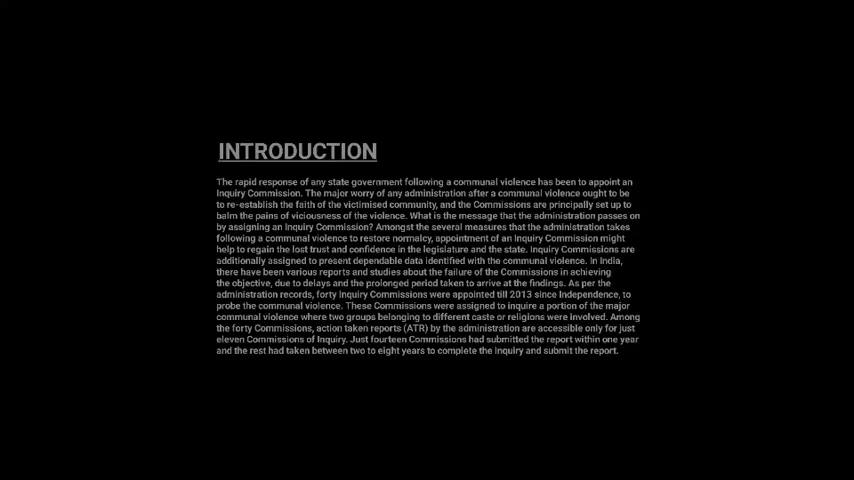 INTRODUCTION
The rapid response of any state government following a communal violence has been to appoint an
Inquiry Commission. The major worry of any administration after a communal violence ought to be
to re-establish the faith of the victimised community, and the Commissions are principally set up to
balm the pains of viciousness of the violence. What is the message that the administration passes on
by assigning an Inquiry Commission? Amongst the several measures that the administration takes
following a communal violence to restore normalcy, appointment of an Inquiry Commission might
help to regain the lost trust and confidence in the legislature and the state. Inquiry Commissions are
additionally assigned to present dependable data identified with the communal violence. In India,
there have been various reports and studies about the failure of the Commissions in achieving
the objective, due to delays and the prolonged period taken to arrive at the findings. As per the
administration records, forty Inquiry Commissions were appointed till 2013 since Independence, to
probe the communal violence. These Commissions were assigned to inquire a portion of the major
communal violence where two groups belonging to different caste or religions were involved. Among
the forty Commissions, action taken reports (ATR) by the administration are accessible only for just
eleven Commissions of Inquiry. Just fourteen Commissions had submitted the report within one year
and the rest had taken between two to eight years to complete the inquiry and submit the report.